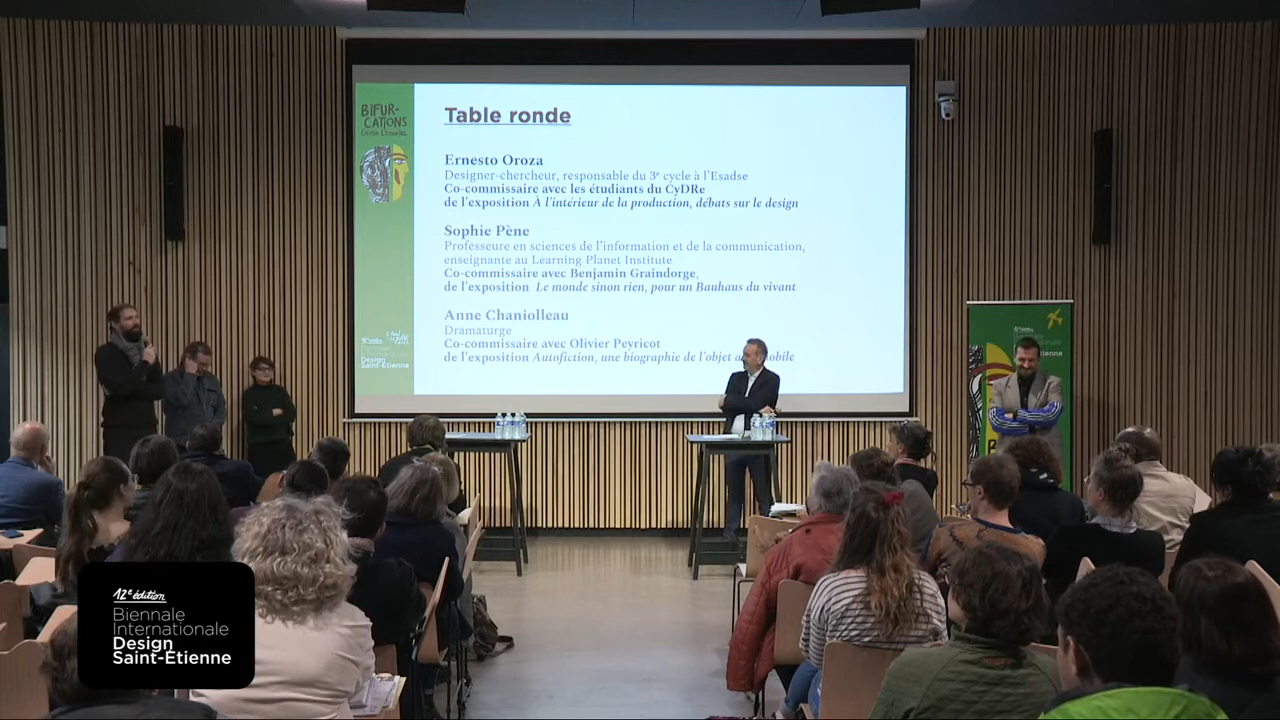 BIFUR-
CATIONS
Table ronde
Ernesto Oroza
Designer-chercheur, responsable du 3e cycle à l'Esadse
Co-commissaire avec les étudiants du CyDRe
de l'exposition À l'intérieur de la production, débats sur le design
Sophie Pène
Professeure en sciences de l'information et de la communication,
enseignante au Learning Planet Institute
Co-commissaire avec Benjamin Graindorge,
de l'exposition Le monde sinon rien, pour un Bauhaus du vivant
Anne Chaniolleau
Dramaturge
Co-commissaire avec Olivier Peyricot
de l'exposition Autofiction, une biographie de l'objet
Design
Saint-Etienne
12e édition
Biennale
Internationale
Design
Saint-Étienne